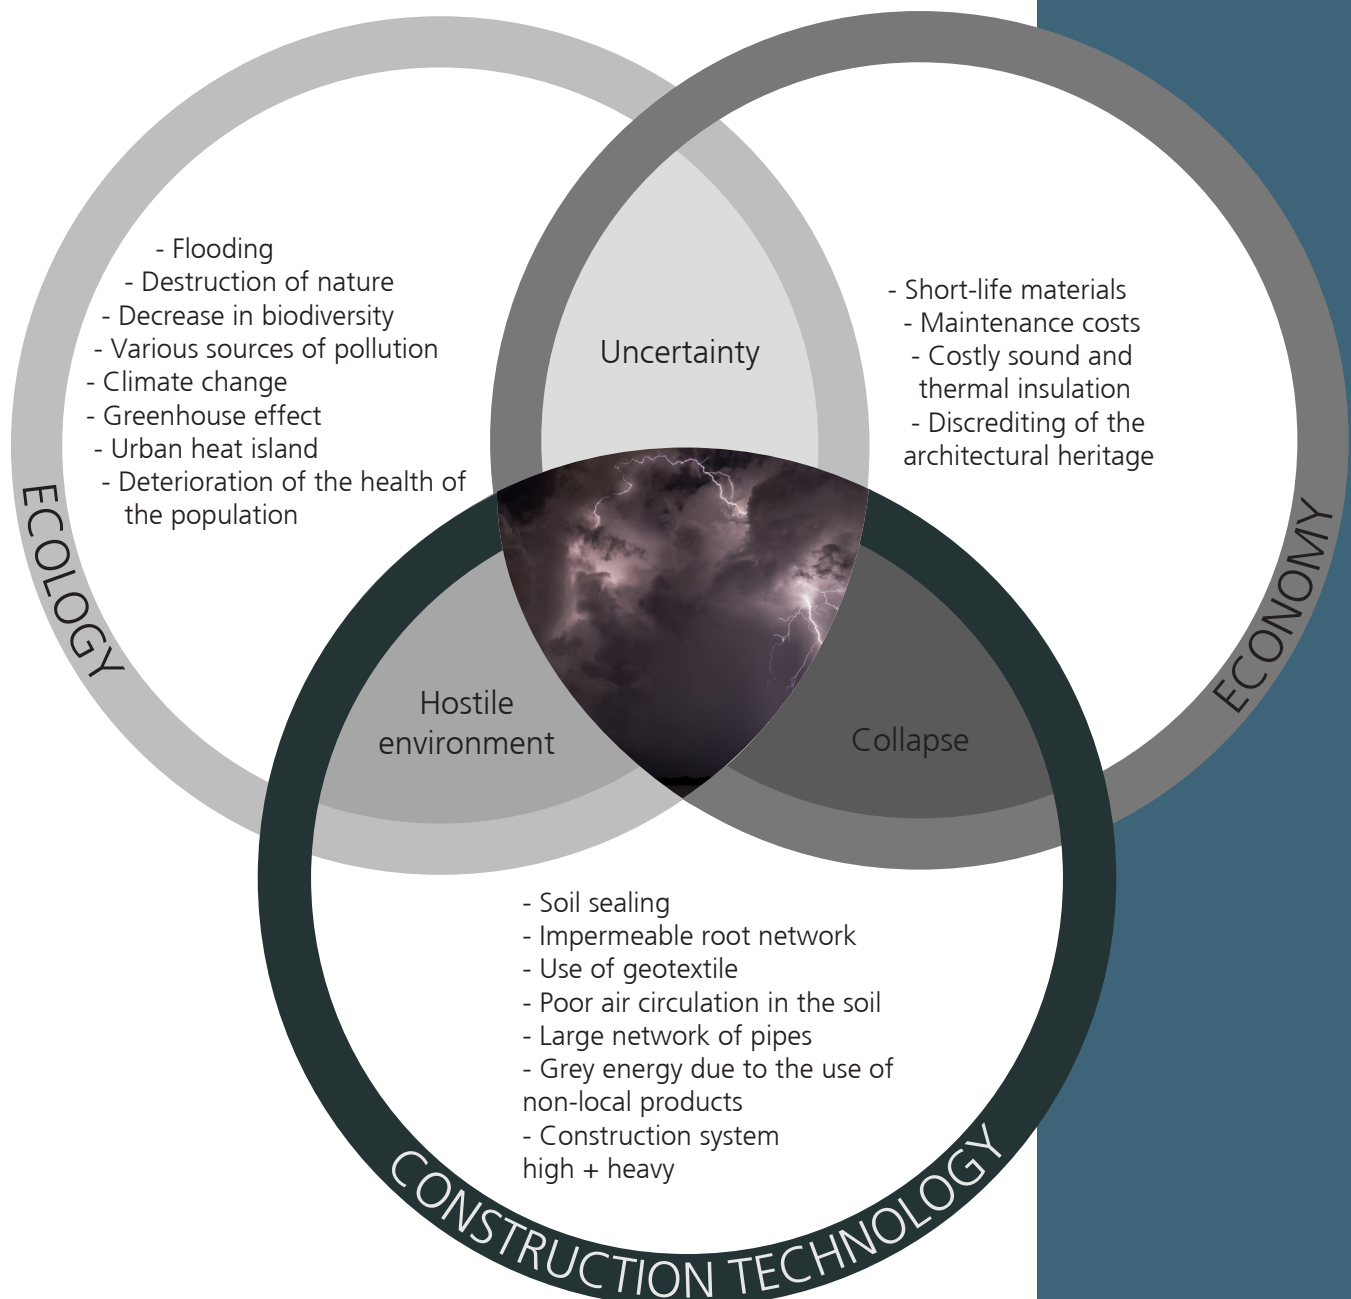 - Flooding
- Destruction of nature
- Decrease in biodiversity
- Various sources of pollution
- Climate change
- Greenhouse effect
- Urban heat island
- Deterioration of the health of
the population
ECOLOGY
Uncertainty
- Short-life materials
- Maintenance costs
- Costly sound and
thermal insulation
- Discrediting of the
architectural heritage
ECONOMY
Hostile
environment
Collapse
- Soil sealing
- Impermeable root network
- Use of geotextile
- Poor air circulation in the soil
- Large network of pipes
- Grey energy due to the use of
non-local products
- Construction system
high + heavy
CONSTRUCTION TECHNOLOGY